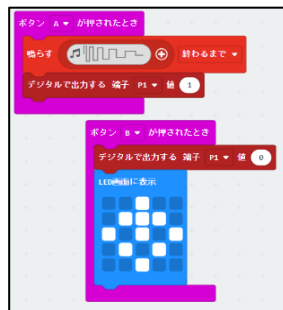 ボタン A ▼ が押されたとき
鳴らす 終わるまで ▼
デジタルで出力する 端子 P1 ▼ 値 1
ボタン B ▼ が押されたとき
デジタルで出力する 端子 P1 ▼ 値 0
LED画面に表示